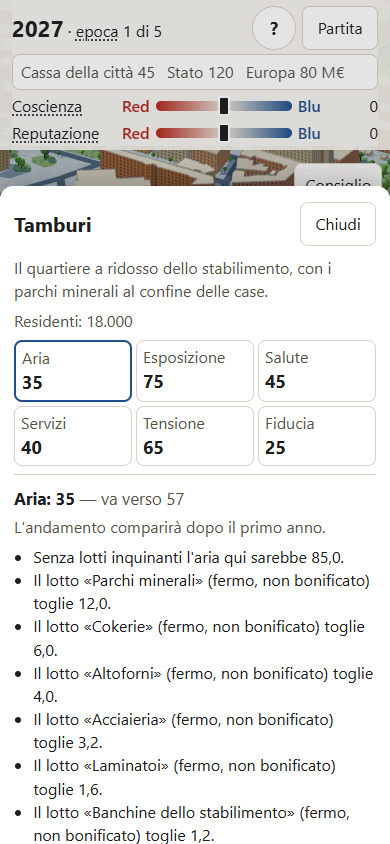 2027 · epoca 1 di 5
?
Partita
Cassa della città 45 Stato 120 Europa 80 M€
Coscienza Red Blu 0
Reputazione Red Blu 0
Consiglio
Tamburi
Chiudi
Il quartiere a ridosso dello stabilimento, con i
parchi minerali al confine delle case.
Residenti: 18.000
Aria
35
Esposizione
75
Salute
45
Servizi
40
Tensione
65
Fiducia
25
Aria: 35 — va verso 57
L'andamento comparirà dopo il primo anno.
• Senza lotti inquinanti l'aria qui sarebbe 85,0.
• Il lotto «Parchi minerali» (fermo, non bonificato)
toglie 12,0.
• Il lotto «Cokerie» (fermo, non bonificato) toglie
6,0.
• Il lotto «Altoforni» (fermo, non bonificato) toglie
4,0.
• Il lotto «Acciaieria» (fermo, non bonificato)
toglie 3,2.
• Il lotto «Laminatoi» (fermo, non bonificato)
toglie 1,6.
• Il lotto «Banchine dello stabilimento» (fermo,
non bonificato) toglie 1,2.